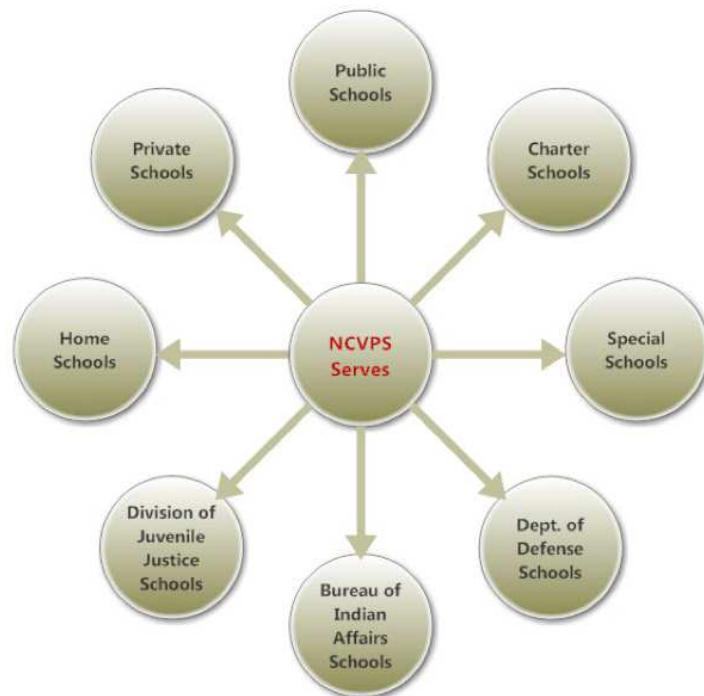 Public
Schools
Private
Schools
Charter
Schools
Home
Schools
NCVPS
Serves
Special
Schools
Division of
Juvenile
Justice
Schools
Dept. of
Defense
Schools
Bureau of
Indian
Affairs
Schools